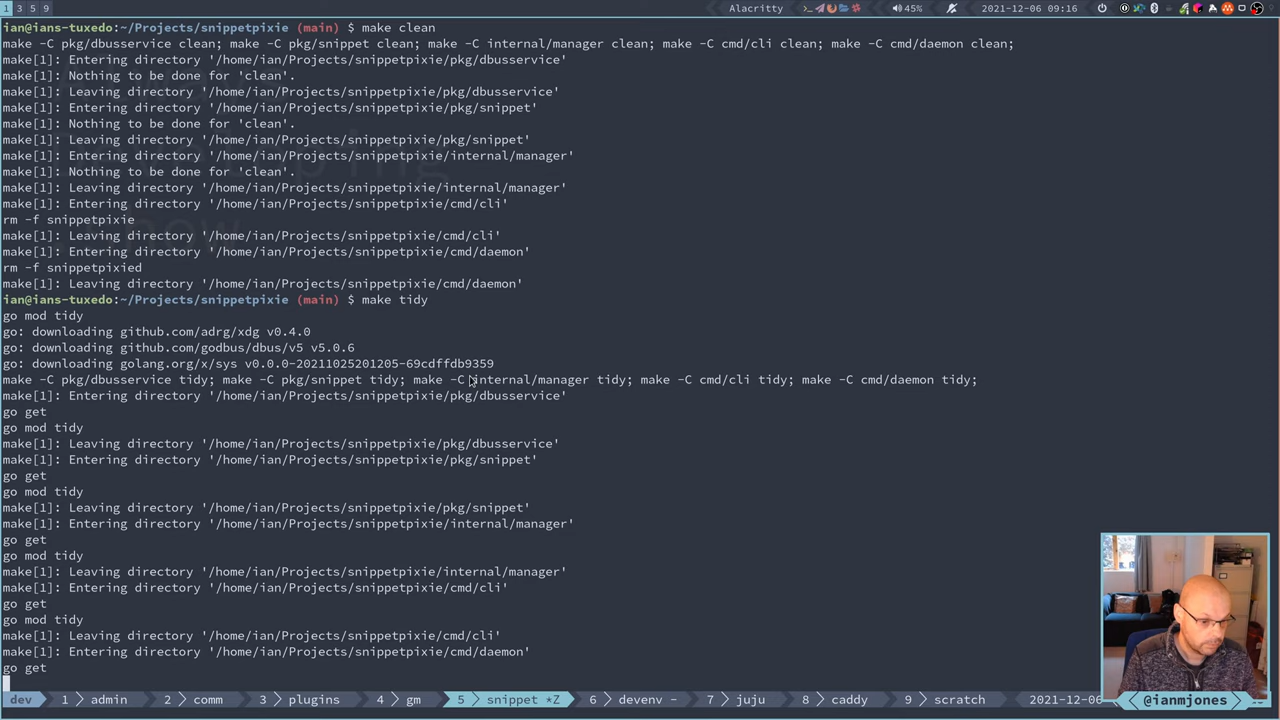 1 3 5 9 Alacritty 45% 2021-12-06 09:16
ian@ians-tuxedo:~/Projects/snippetpixie (main) $ make clean
make -C pkg/dbusservice clean; make -C pkg/snippet clean; make -C internal/manager clean; make -C cmd/cli clean; make -C cmd/daemon clean;
make[1]: Entering directory '/home/ian/Projects/snippetpixie/pkg/dbusservice'
make[1]: Nothing to be done for 'clean'.
make[1]: Leaving directory '/home/ian/Projects/snippetpixie/pkg/dbusservice'
make[1]: Entering directory '/home/ian/Projects/snippetpixie/pkg/snippet'
make[1]: Nothing to be done for 'clean'.
make[1]: Leaving directory '/home/ian/Projects/snippetpixie/pkg/snippet'
make[1]: Entering directory '/home/ian/Projects/snippetpixie/internal/manager'
make[1]: Nothing to be done for 'clean'.
make[1]: Leaving directory '/home/ian/Projects/snippetpixie/internal/manager'
make[1]: Entering directory '/home/ian/Projects/snippetpixie/cmd/cli'
rm -f snippetpixie
make[1]: Leaving directory '/home/ian/Projects/snippetpixie/cmd/cli'
make[1]: Entering directory '/home/ian/Projects/snippetpixie/cmd/daemon'
rm -f snippetpixied
make[1]: Leaving directory '/home/ian/Projects/snippetpixie/cmd/daemon'
ian@ians-tuxedo:~/Projects/snippetpixie (main) $ make tidy
go mod tidy
go: downloading github.com/adrg/xdg v0.4.0
go: downloading github.com/godbus/dbus/v5 v5.0.6
go: downloading golang.org/x/sys v0.0.0-20211025201205-69cdffdb9359
make -C pkg/dbusservice tidy; make -C pkg/snippet tidy; make -C internal/manager tidy; make -C cmd/cli tidy; make -C cmd/daemon tidy;
make[1]: Entering directory '/home/ian/Projects/snippetpixie/pkg/dbusservice'
go get
go mod tidy
make[1]: Leaving directory '/home/ian/Projects/snippetpixie/pkg/dbusservice'
make[1]: Entering directory '/home/ian/Projects/snippetpixie/pkg/snippet'
go get
go mod tidy
make[1]: Leaving directory '/home/ian/Projects/snippetpixie/pkg/snippet'
make[1]: Entering directory '/home/ian/Projects/snippetpixie/internal/manager'
go get
go mod tidy
make[1]: Leaving directory '/home/ian/Projects/snippetpixie/internal/manager'
make[1]: Entering directory '/home/ian/Projects/snippetpixie/cmd/cli'
go get
go mod tidy
make[1]: Leaving directory '/home/ian/Projects/snippetpixie/cmd/cli'
make[1]: Entering directory '/home/ian/Projects/snippetpixie/cmd/daemon'
go get
dev 1 admin 2 comm 3 plugins 4 gm 5 snippet *Z 6 devenv - 7 juju 8 caddy 9 scratch 2021-12-06 @ianmjones